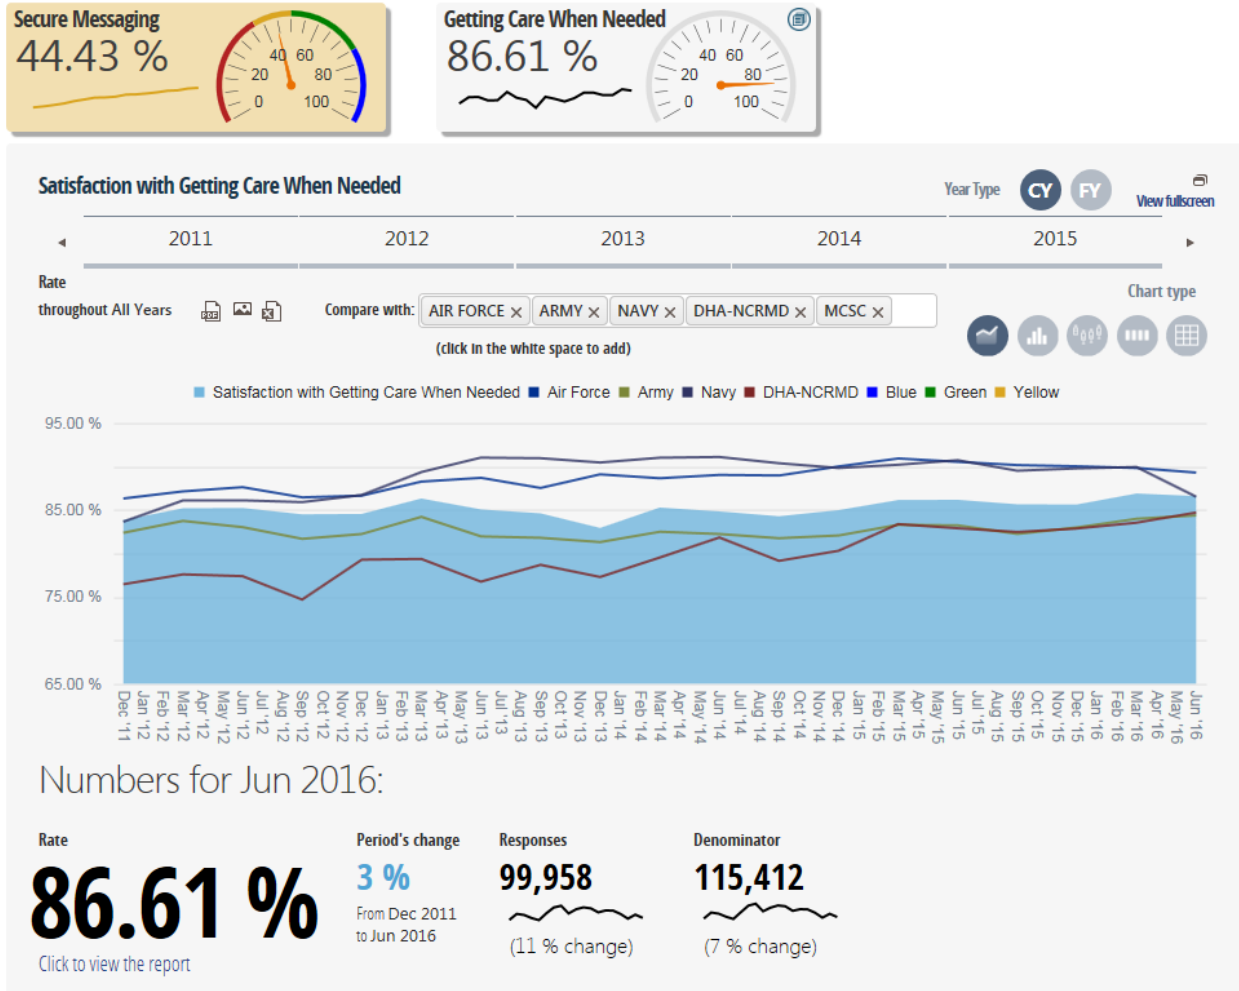 Secure Messaging
44.43 %
0 20 40 60 80 100
Getting Care When Needed
86.61 %
0 20 40 60 80 100
Satisfaction with Getting Care When Needed
Year Type CY FY
View fullscreen
2011 2012 2013 2014 2015
Rate
throughout All Years
PDF
X
Compare with: AIR FORCE × ARMY × NAVY × DHA-NCRMD × MCSC ×
(click in the white space to add)
Chart type
Satisfaction with Getting Care When Needed Air Force Army Navy DHA-NCRMD Blue Green Yellow
95.00 %
85.00 %
75.00 %
65.00 %
Dec '11
Jan '12
Feb '12
Mar '12
Apr '12
May '12
Jun '12
Jul '12
Aug '12
Sep '12
Oct '12
Nov '12
Dec '12
Jan '13
Feb '13
Mar '13
Apr '13
May '13
Jun '13
Jul '13
Aug '13
Sep '13
Oct '13
Nov '13
Dec '13
Jan '14
Feb '14
Mar '14
Apr '14
May '14
Jun '14
Jul '14
Aug '14
Sep '14
Oct '14
Nov '14
Dec '14
Jan '15
Feb '15
Mar '15
Apr '15
May '15
Jun '15
Jul '15
Aug '15
Sep '15
Oct '15
Nov '15
Dec '15
Jan '16
Feb '16
Mar '16
Apr '16
May '16
Jun '16
Numbers for Jun 2016:
Rate
86.61 %
Click to view the report
Period's change
3 %
From Dec 2011
to Jun 2016
Responses
99,958
(11 % change)
Denominator
115,412
(7 % change)